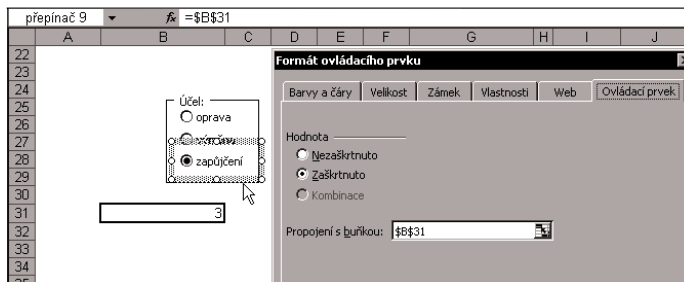 přepínač 9 fx =$B$31
A B C D E F G H I J
22
23
24
25
26
27
28
29
30
31
32
33
34
Účel:
oprava
zapůjčení
3
Formát ovládacího prvku
Barvy a čáry Velikost Zámek Vlastnosti Web Ovládací prvek
Hodnota
Nezaškrtnuto
Zaškrtnuto
Kombinace
Propojení s buňkou: $B$31